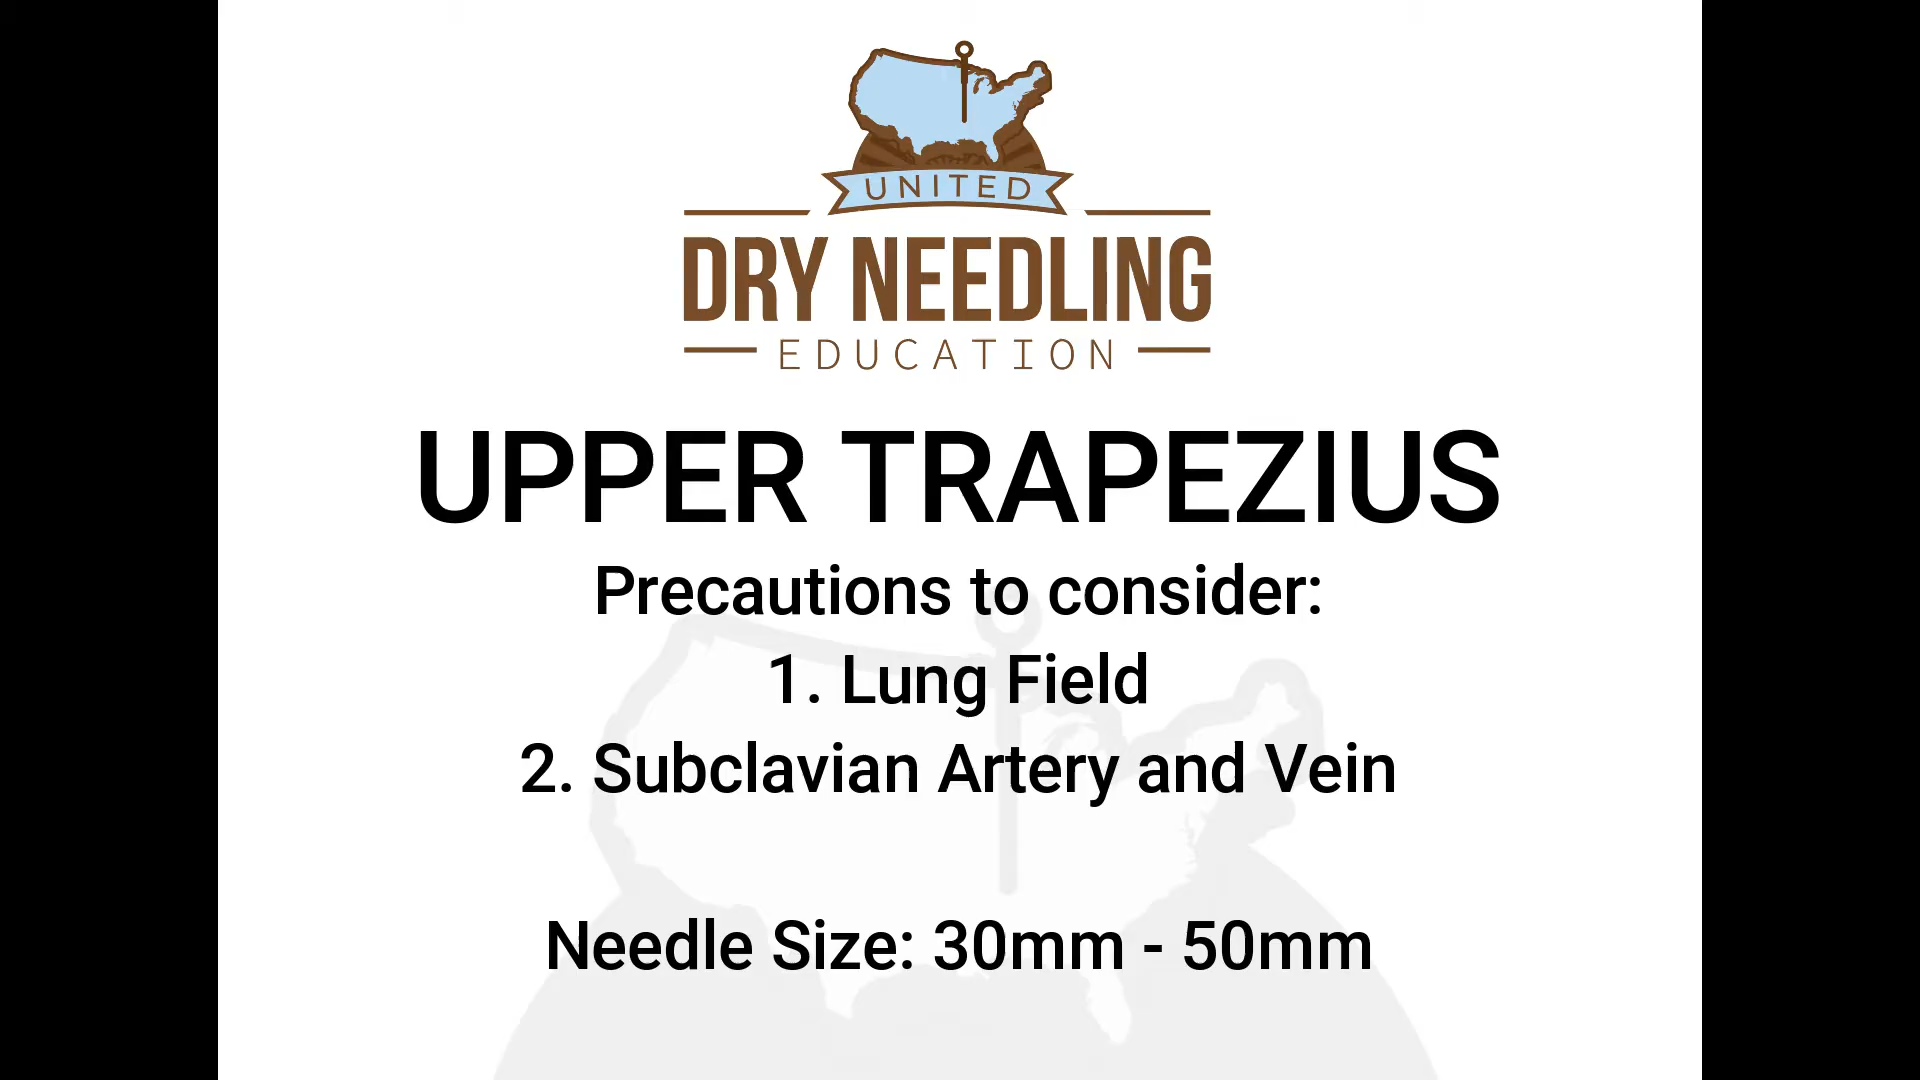 UNITED
DRY NEEDLING
EDUCATION
UPPER TRAPEZIUS
Precautions to consider:
1. Lung Field
2. Subclavian Artery and Vein
Needle Size: 30mm - 50mm